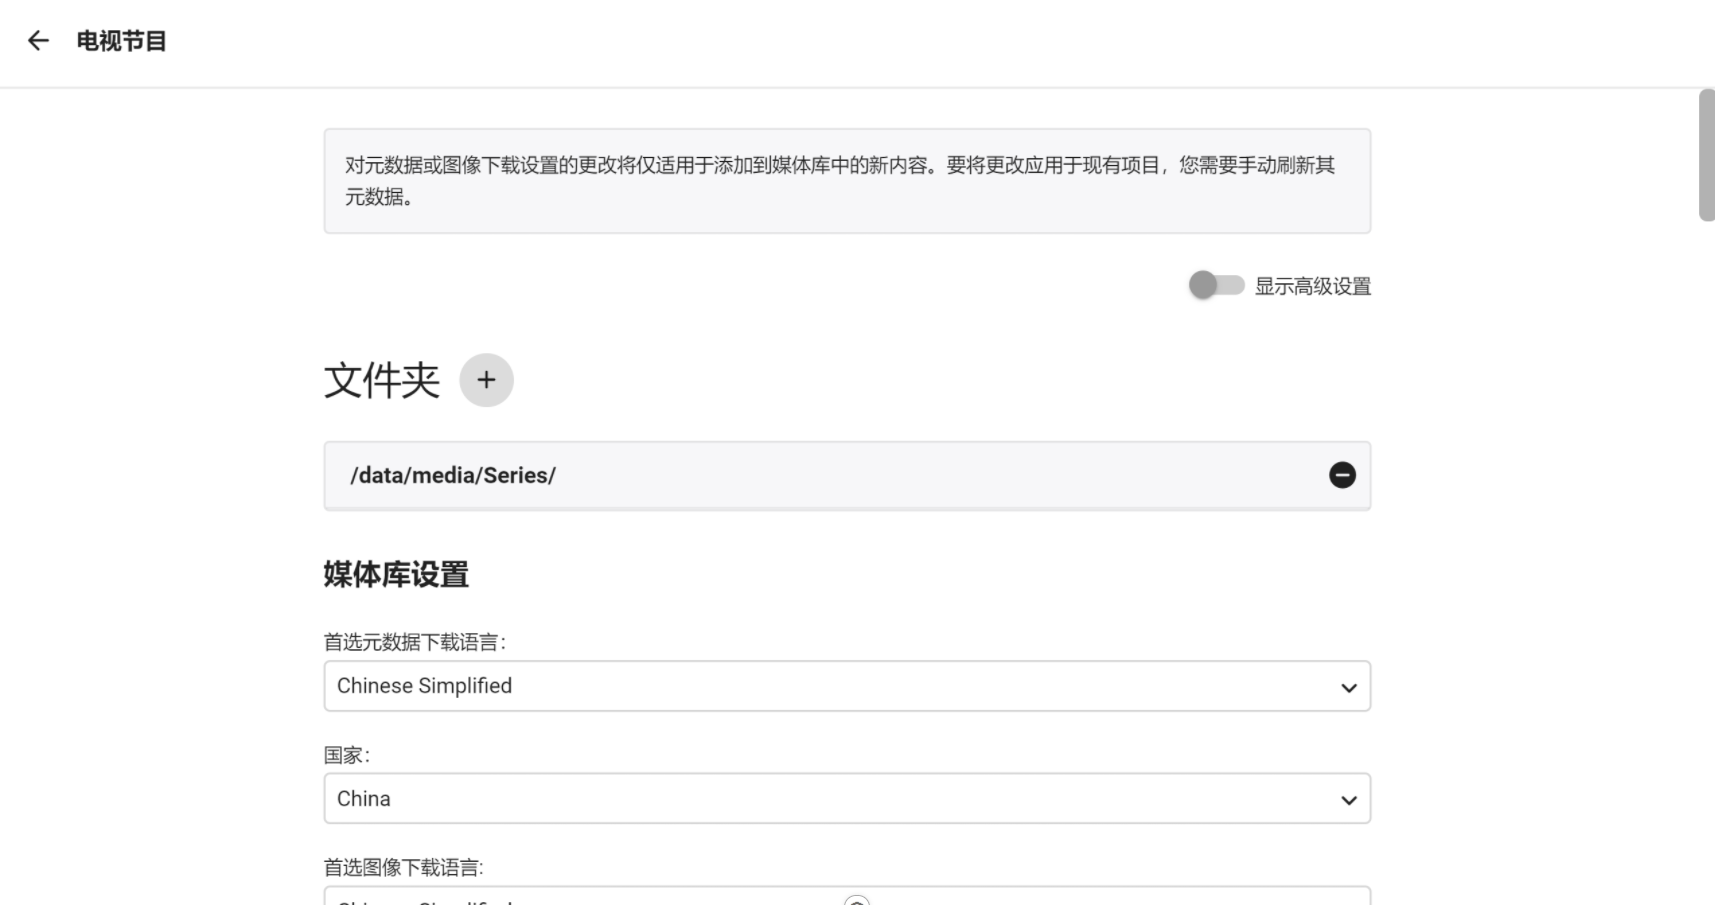 电视节目
对元数据或图像下载设置的更改将仅适用于添加到媒体库中的新内容。要将更改应用于现有项目，您需要手动刷新其
元数据。
显示高级设置
文件夹
/data/media/Series/
媒体库设置
首选元数据下载语言：
Chinese Simplified
国家：
China
首选图像下载语言: